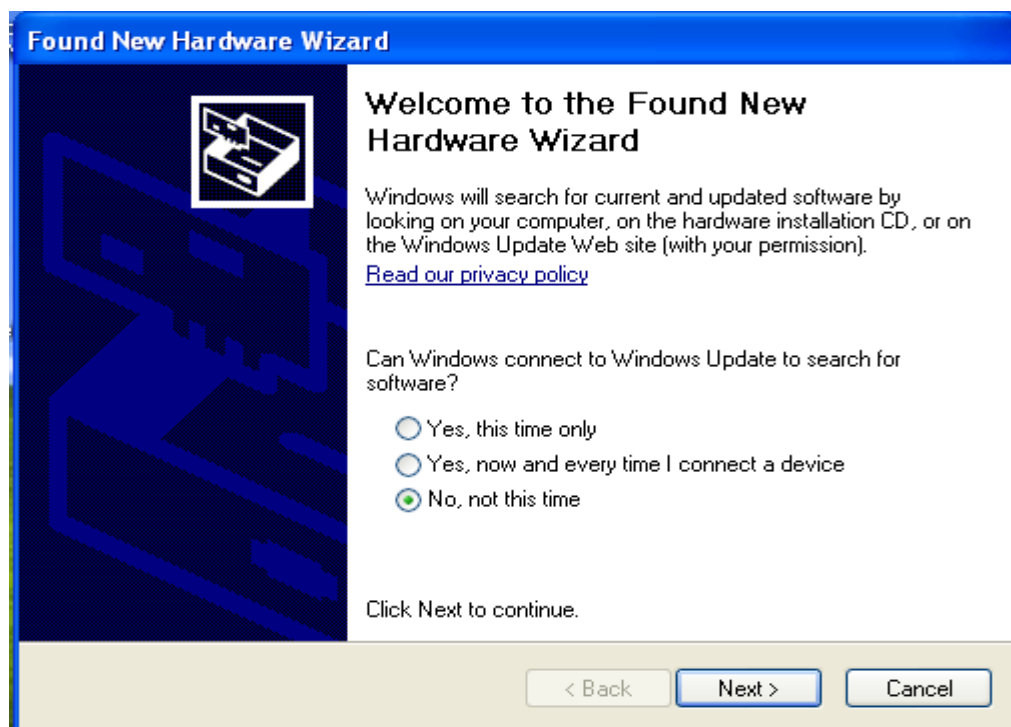 Found New Hardware Wizard
Welcome to the Found New
Hardware Wizard
Windows will search for current and updated software by
looking on your computer, on the hardware installation CD, or on
the Windows Update Web site (with your permission).
Read our privacy policy
Can Windows connect to Windows Update to search for
software?
Yes, this time only
Yes, now and every time I connect a device
No, not this time
Click Next to continue.
< Back
Next >
Cancel